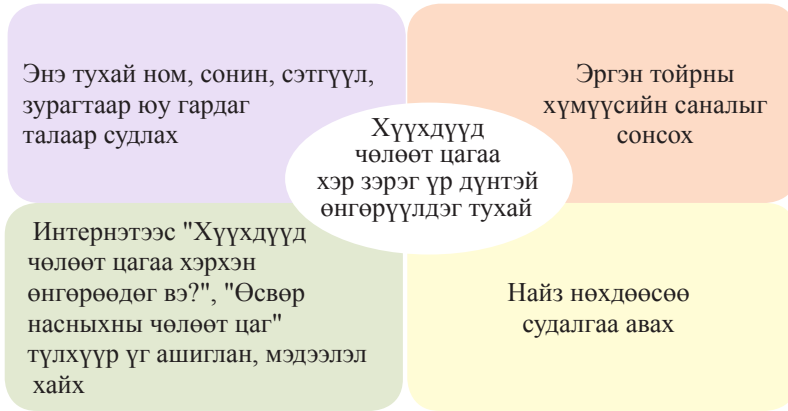 Энэ тухай ном, сонин, сэтгүүл,
зурагтаар юу гардаг
талаар судлах
Эргэн тойрны
хүмүүсийн саналыг
сонсох
Хүүхдүүд
чөлөөт цагаа
хэр зэрэг үр дүнтэй
өнгөрүүлдэг тухай
Интернэтээс "Хүүхдүүд
чөлөөт цагаа хэрхэн
өнгөрөөдөг вэ?", "Өсвөр
насныхны чөлөөт цаг"
түлхүүр үг ашиглан, мэдээлэл
хайх
Найз нөхдөөсөө
судалгаа авах